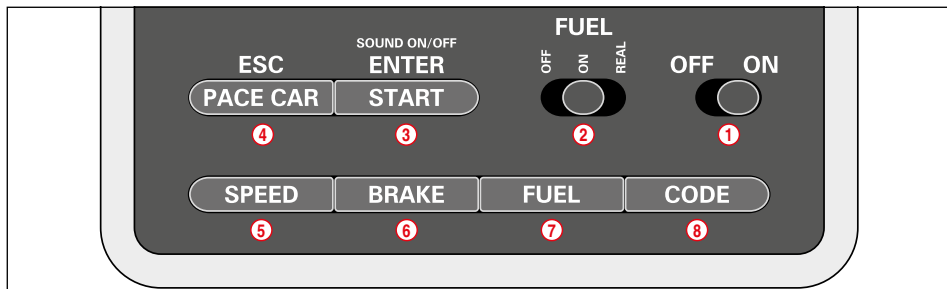 FUEL
SOUND ON/OFF
ESC ENTER OFF ON REAL OFF ON
PACE CAR START
4 3 2 1
SPEED BRAKE FUEL CODE
5 6 7 8